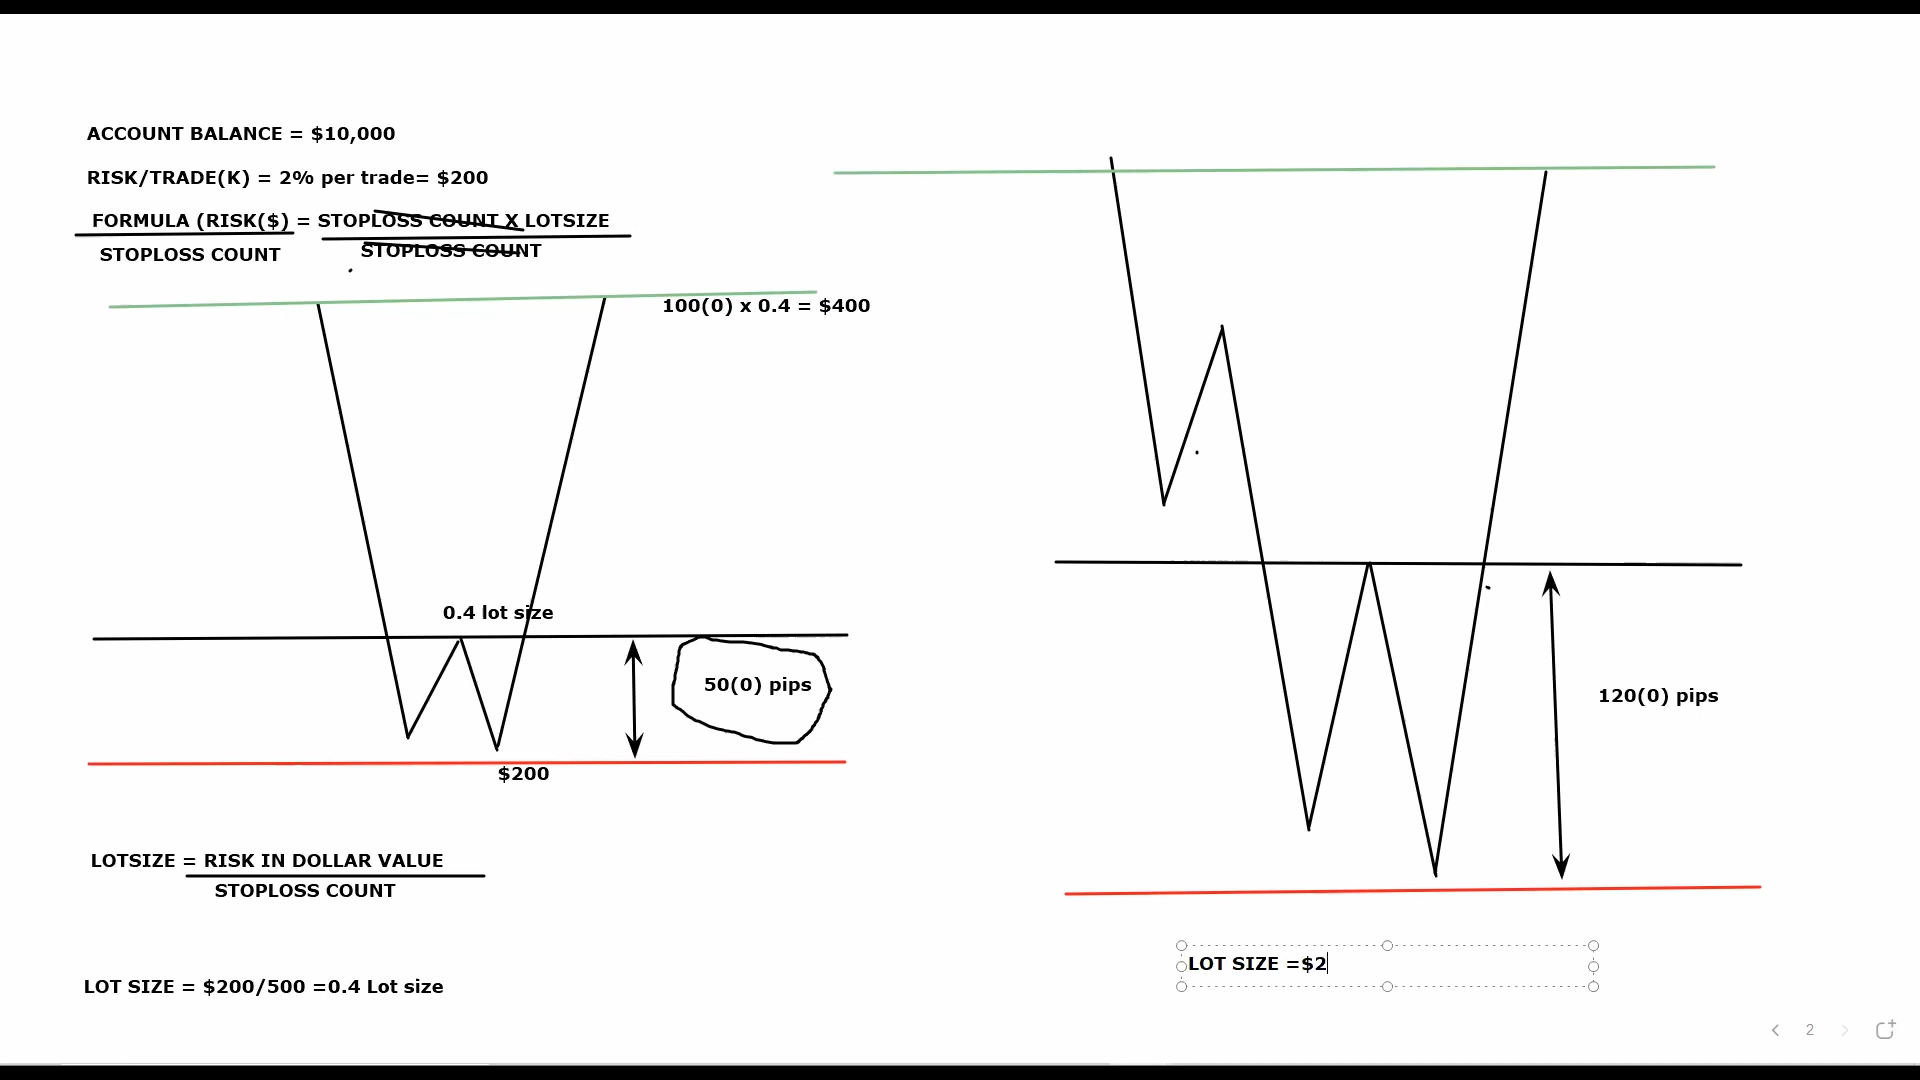 ACCOUNT BALANCE = $10,000
RISK/TRADE(K) = 2% per trade= $200
FORMULA (RISK($) = STOPLOSS COUNT X LOTSIZE
STOPLOSS COUNT STOPLOSS COUNT
100(0) x 0.4 = $400
0.4 lot size
50(0) pips
$200
LOTSIZE = RISK IN DOLLAR VALUE
STOPLOSS COUNT
LOT SIZE = $200/500 =0.4 Lot size
120(0) pips
LOT SIZE =$2
2